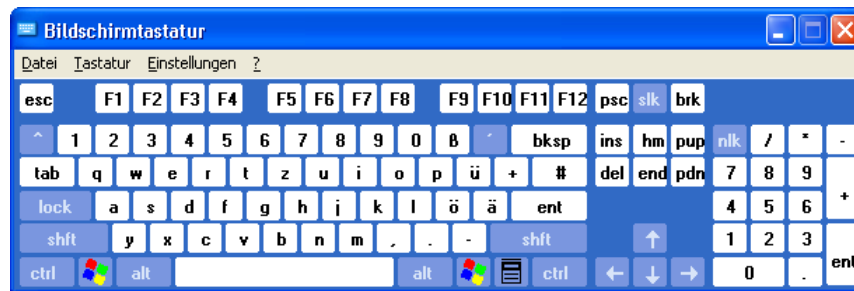 Bildschirmtastatur
Datei Tastatur Einstellungen ?
esc F1 F2 F3 F4 F5 F6 F7 F8 F9 F10 F11 F12 psc slk brk
^ 1 2 3 4 5 6 7 8 9 0 ß ´ bksp ins hm pup nlk / * -
tab q w e r t z u i o p ü + # del end pdn 7 8 9 +
lock a s d f g h j k l ö ä ent 4 5 6
shft y x c v b n m , . - shft ↑ 1 2 3 ent
ctrl alt alt ctrl ← ↓ → 0 .